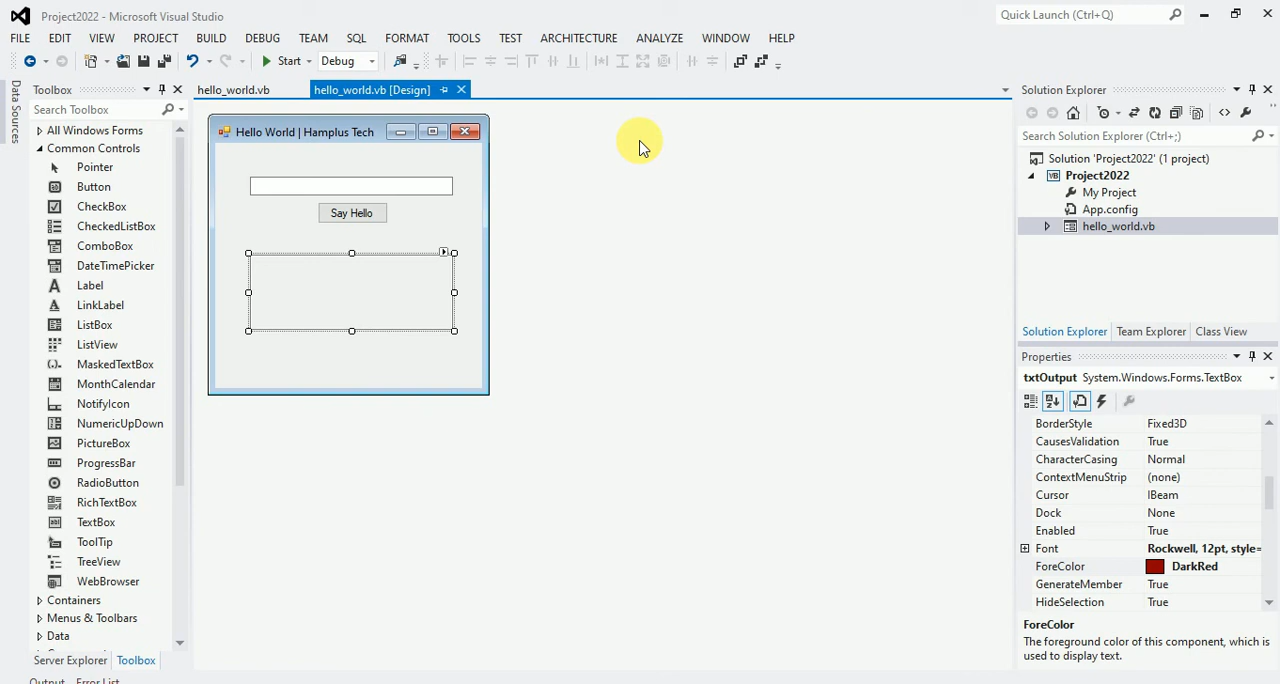 Project2022 - Microsoft Visual Studio
Quick Launch (Ctrl+Q)
FILE EDIT VIEW PROJECT BUILD DEBUG TEAM SQL FORMAT TOOLS TEST ARCHITECTURE ANALYZE WINDOW HELP
Start Debug
Data Sources
Toolbox
Search Toolbox
All Windows Forms
Common Controls
Pointer
Button
CheckBox
CheckedListBox
ComboBox
DateTimePicker
Label
LinkLabel
ListBox
ListView
MaskedTextBox
MonthCalendar
NotifyIcon
NumericUpDown
PictureBox
ProgressBar
RadioButton
RichTextBox
TextBox
ToolTip
TreeView
WebBrowser
Containers
Menus & Toolbars
Data
Server Explorer Toolbox
Output Error List
hello_world.vb hello_world.vb [Design]
Hello World | Hamplus Tech
Say Hello
Solution Explorer
Search Solution Explorer (Ctrl+;)
Solution 'Project2022' (1 project)
VB Project2022
My Project
App.config
hello_world.vb
Solution Explorer Team Explorer Class View
Properties
txtOutput System.Windows.Forms.TextBox
BorderStyle Fixed3D
CausesValidation True
CharacterCasing Normal
ContextMenuStrip (none)
Cursor IBeam
Dock None
Enabled True
Font Rockwell, 12pt, style=
ForeColor DarkRed
GenerateMember True
HideSelection True
ForeColor
The foreground color of this component, which is
used to display text.